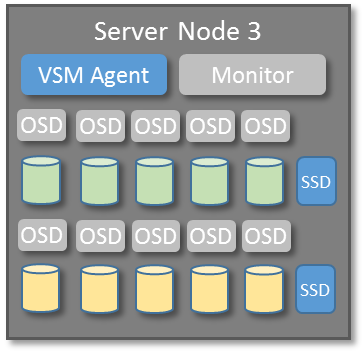 Server Node 3
VSM Agent Monitor
OSD OSD OSD OSD OSD
SSD
OSD OSD OSD OSD OSD
SSD